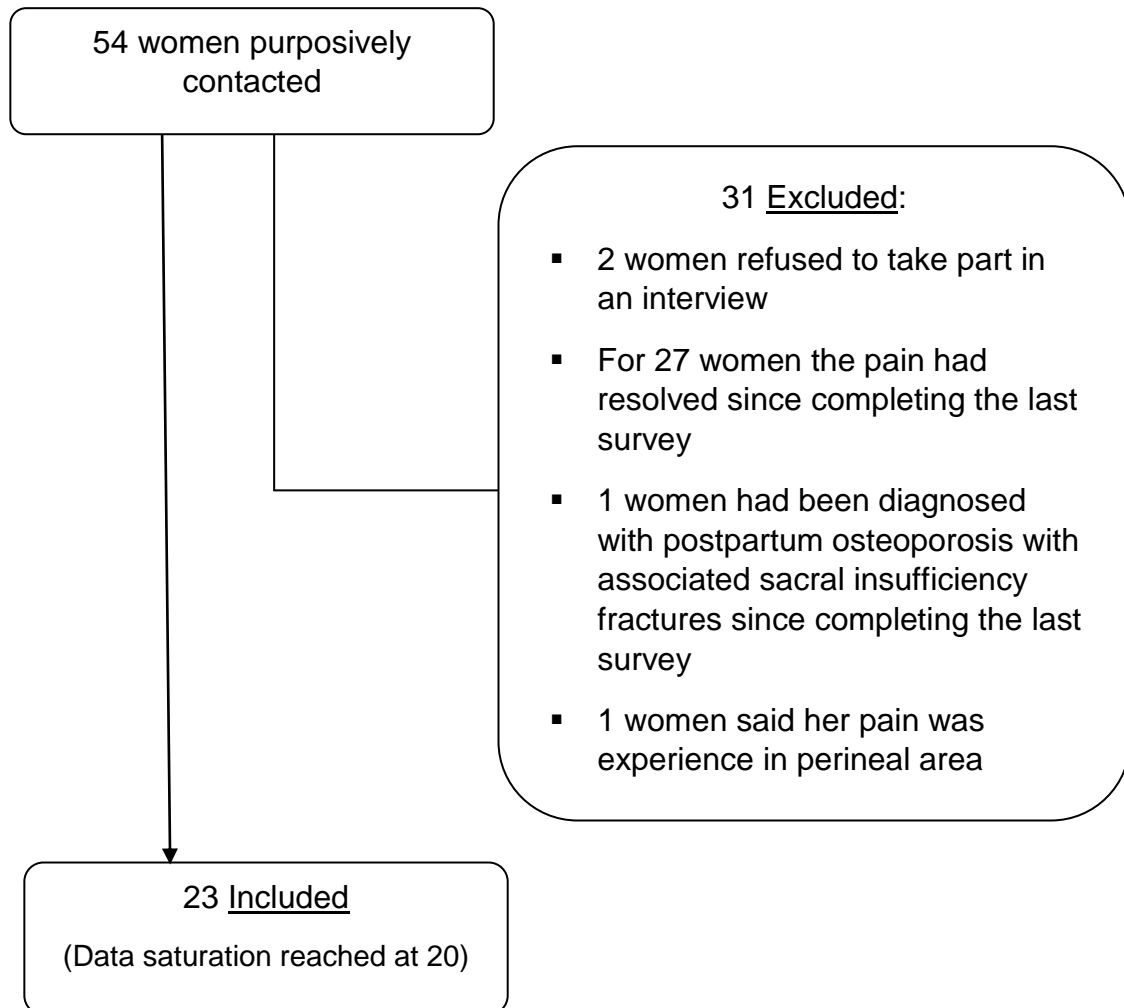 54 women purposively
contacted
31 Excluded:
▪ 2 women refused to take part in
an interview
▪ For 27 women the pain had
resolved since completing the last
survey
▪ 1 women had been diagnosed
with postpartum osteoporosis with
associated sacral insufficiency
fractures since completing the last
survey
▪ 1 women said her pain was
experience in perineal area
23 Included
(Data saturation reached at 20)